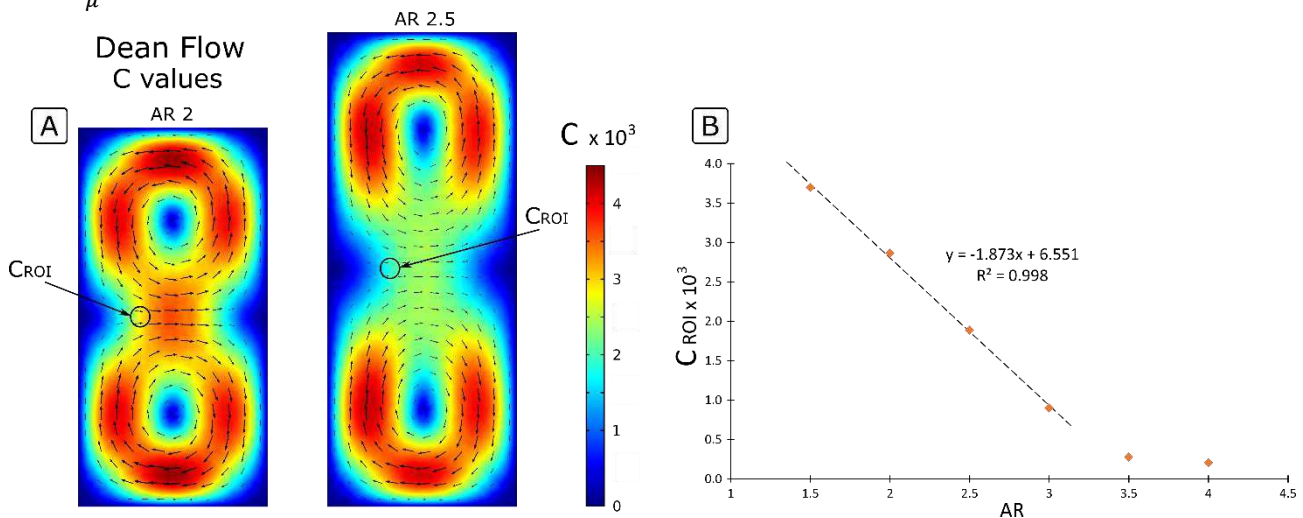 μ
Dean Flow
C values
A
AR 2
AR 2.5
CROI
CROI
C x 10³
4
3
2
1
0
B
C ROI x 10³
4.0
3.5
3.0
2.5
2.0
1.5
1.0
0.5
0.0
y = -1.873x + 6.551
R² = 0.998
1
1.5
2
2.5
3
3.5
4
4.5
AR